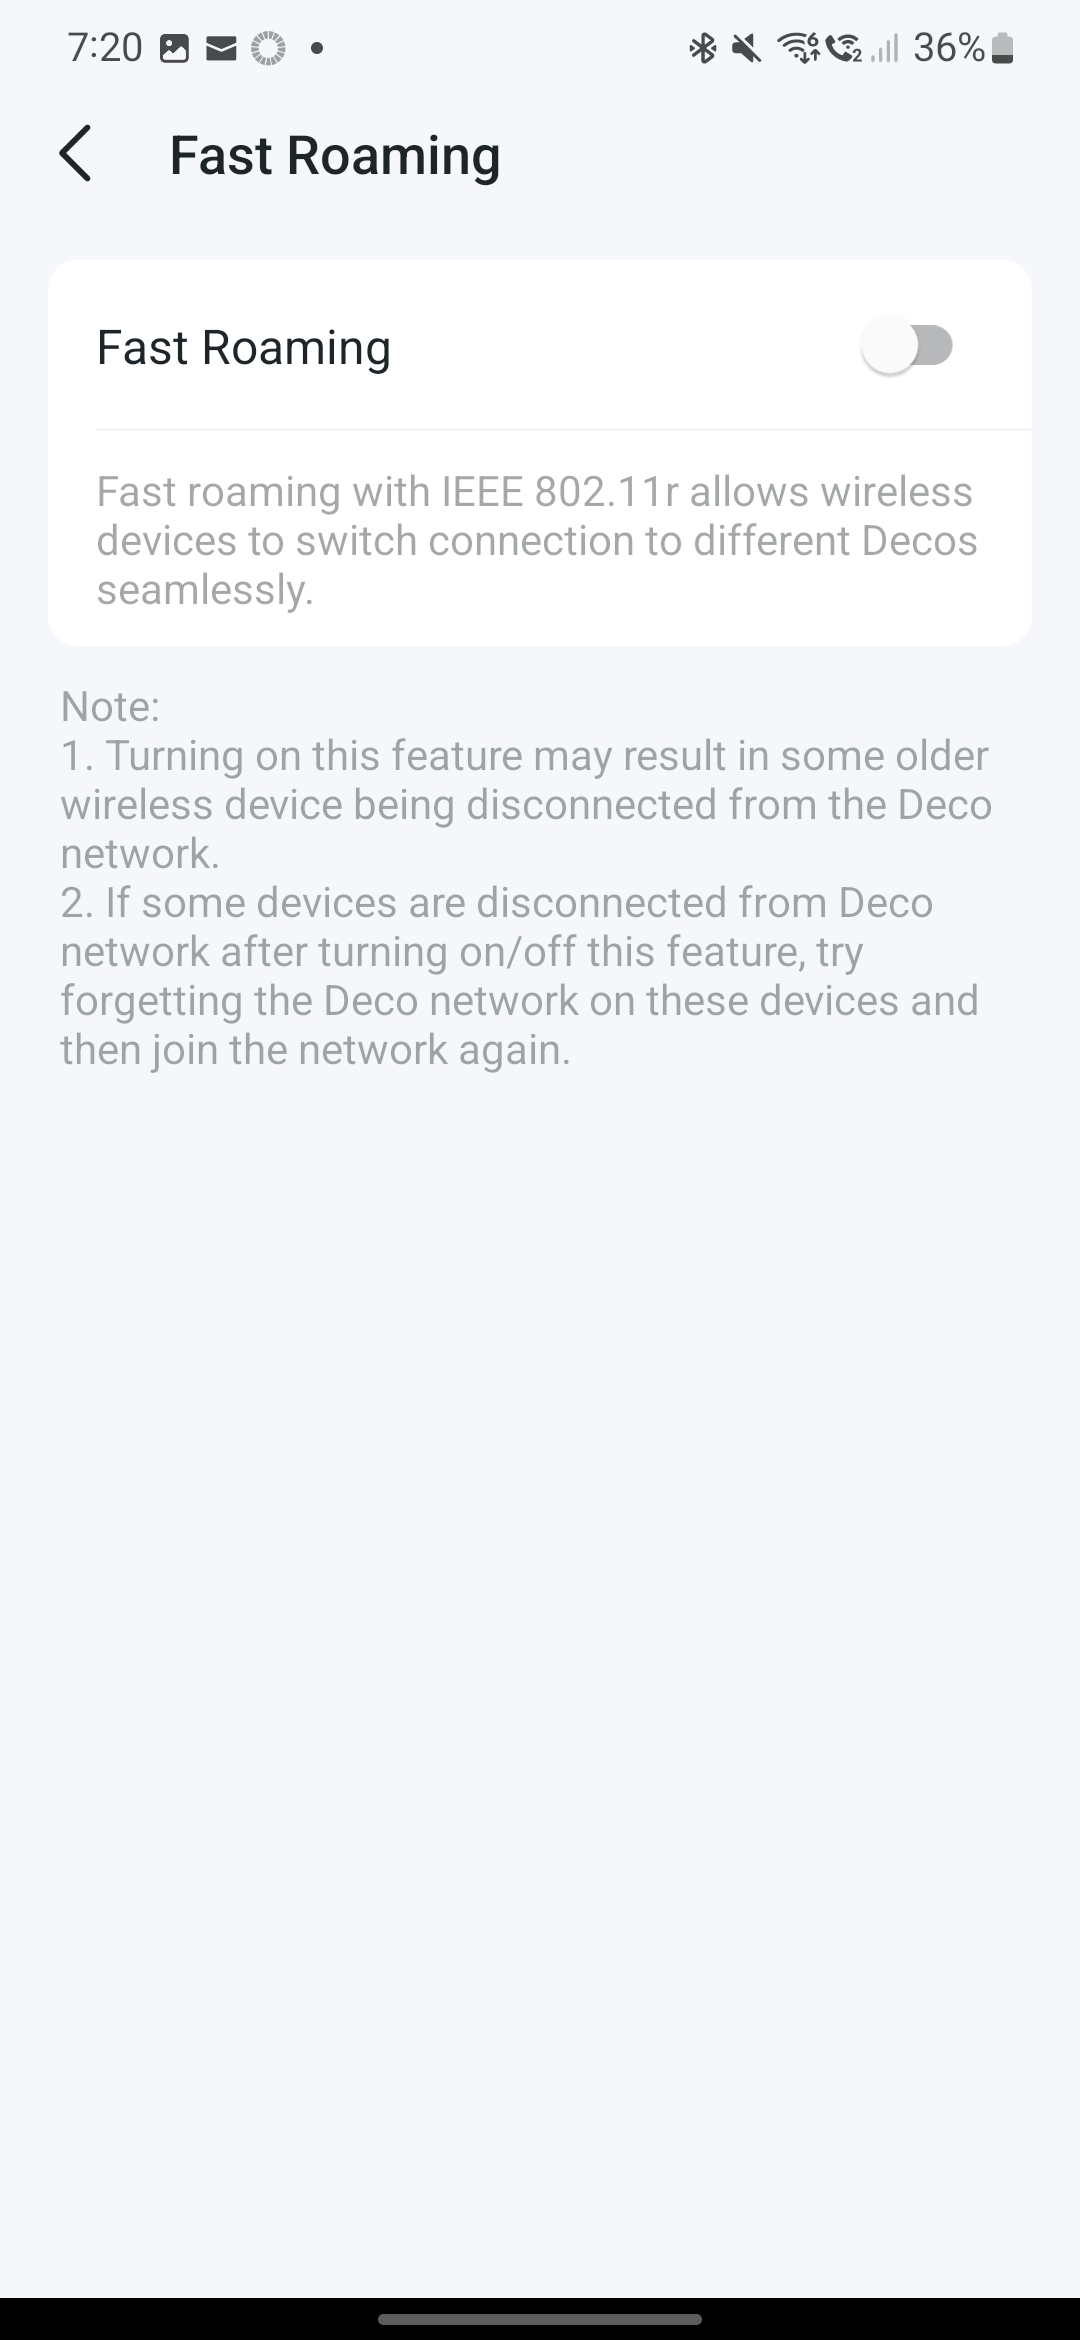 7:20
36%
Fast Roaming
Fast Roaming
Fast roaming with IEEE 802.11r allows wireless
devices to switch connection to different Decos
seamlessly.
Note:
1. Turning on this feature may result in some older
wireless device being disconnected from the Deco
network.
2. If some devices are disconnected from Deco
network after turning on/off this feature, try
forgetting the Deco network on these devices and
then join the network again.